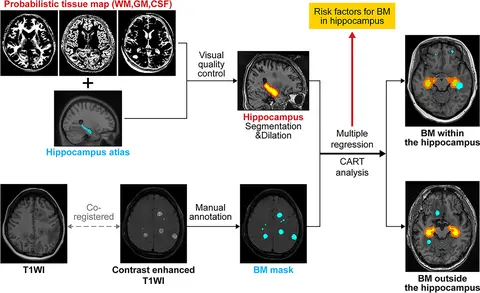 Probabilistic tissue map (WM,GM,CSF)
Risk factors for BM
in hippocampus
Visual
quality
control
+
Hippocampus atlas
Hippocampus
Segmentation
&Dilation
Multiple
regression
CART
analysis
BM within
the hippocampus
Co-
registered
Manual
annotation
T1WI
Contrast enhanced
T1WI
BM mask
BM outside
the hippocampus